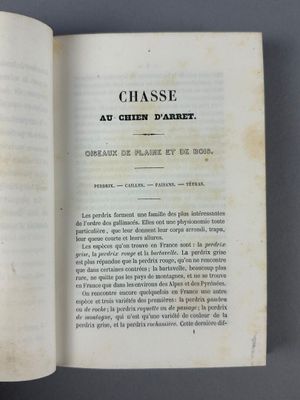 CHASSE
AU CHIEN D'ARRET.
OISEAUX DE PLAINE ET DE BOIS.
PERDRIX. — CAILLES. — FAISANS. — TÉTRAS.
Les perdrix forment une famille des plus intéressantes
de l'ordre des gallinacés. Elles ont une physionomie toute
particulière, que leur donnent leur corps arrondi, trapu,
leur queue courte et leurs allures.
Les espèces qu'on trouve en France sont : la perdrix
grise, la perdrix rouge et la bartavelle. La perdrix grise
est plus répandue que la perdrix rouge, qu'on ne rencontre
que dans certaines contrées ; la bartavelle, beaucoup plus
rare, ne quitte pas les pays de montagnes, et ne se trouve
en France que dans les environs des Alpes et des Pyrénées.
On rencontre encore quelquefois en France une autre
espèce et trois variétés des premières : la perdrix gambra
ou de roche ; la perdrix roquette ou de passage ; la perdrix
de montagne, qui n'est qu'une variété de couleur de la
perdrix grise, et la perdrix rochassière. Cette dernière dif-